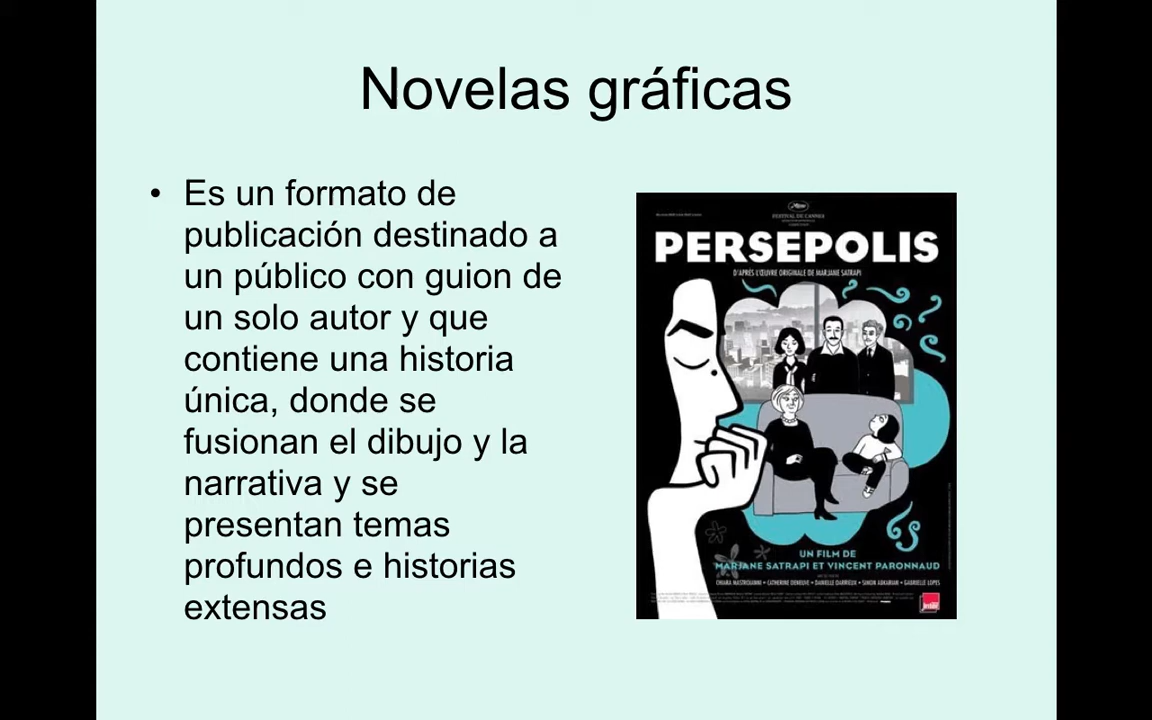 Novelas gráficas
• Es un formato de
publicación destinado a
un público con guion de
un solo autor y que
contiene una historia
única, donde se
fusionan el dibujo y la
narrativa y se
presentan temas
profundos e historias
extensas
FESTIVAL DE CANNES
PERSEPOLIS
D'APRÈS L'ŒUVRE ORIGINALE DE MARJANE SATRAPI
UN FILM DE
MARJANE SATRAPI ET VINCENT PARONNAUD
CHIARA MASTROIANNI • CATHERINE DENEUVE • DANIELLE DARRIEUX • SIMON ABKARIAN • GABRIELLE LOPES